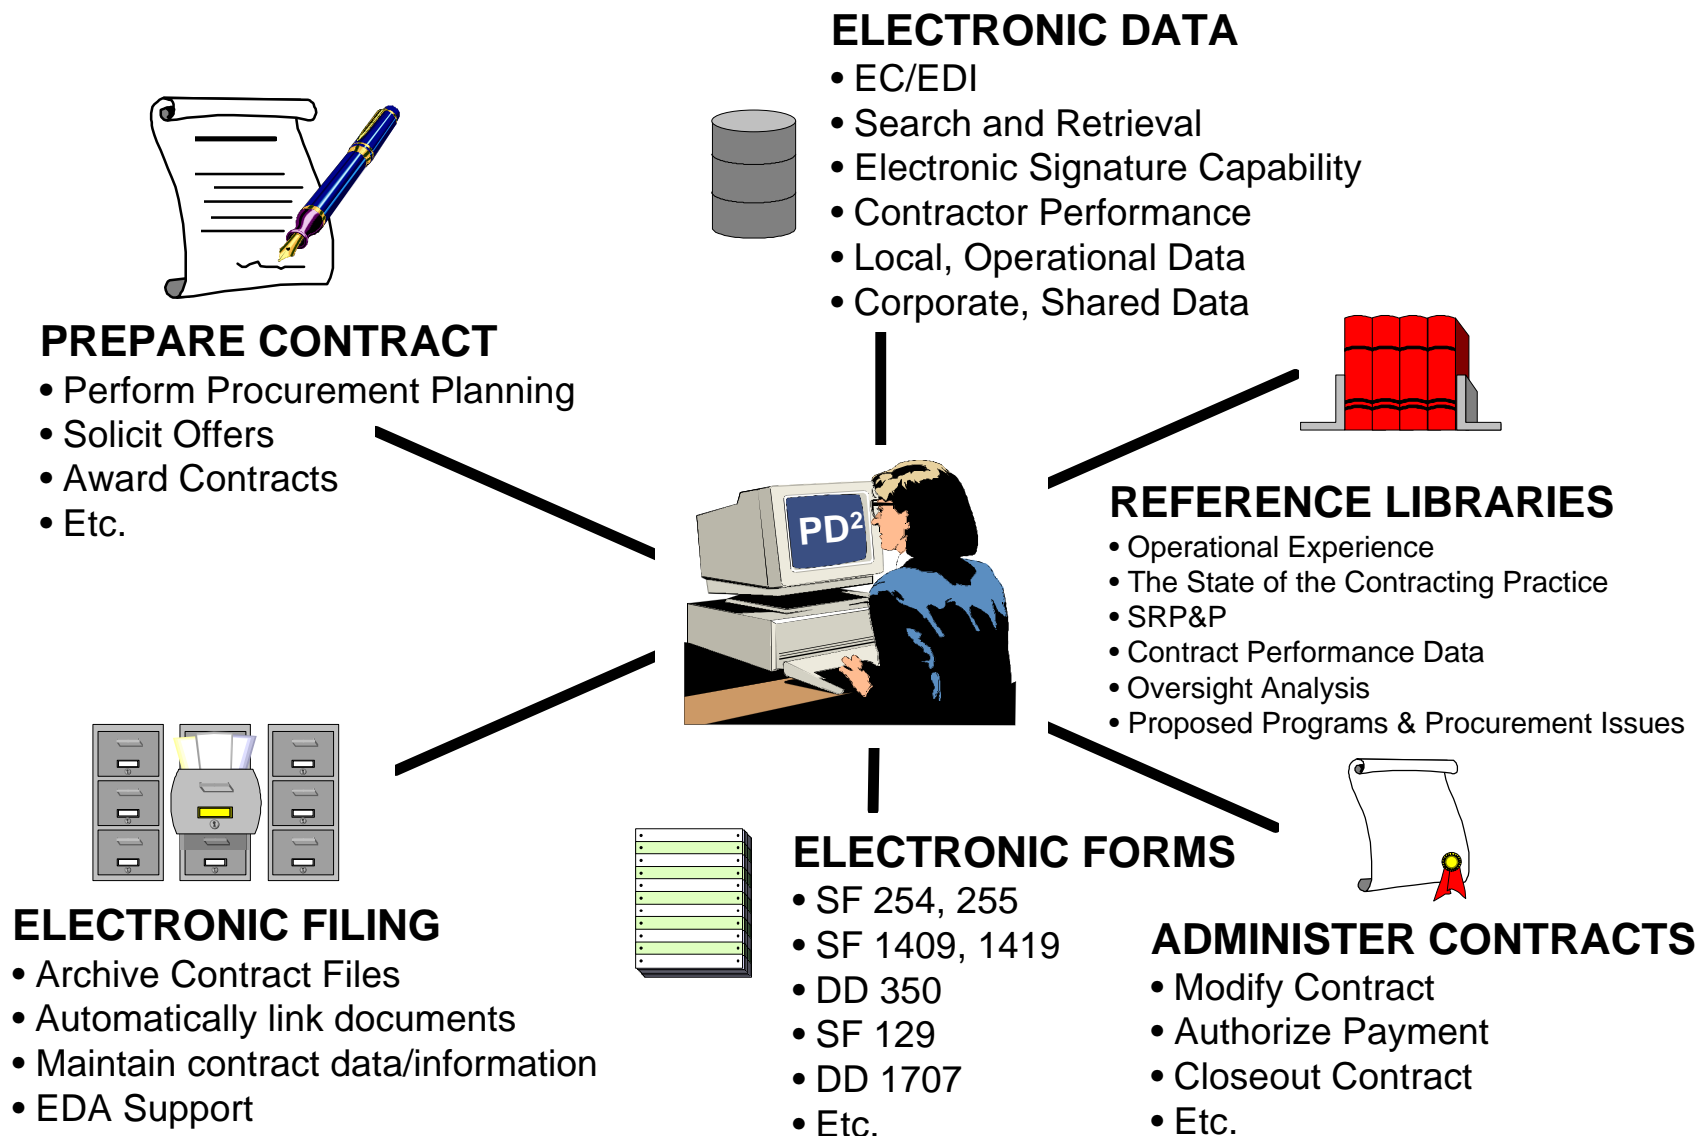 ELECTRONIC DATA
• EC/EDI
• Search and Retrieval
• Electronic Signature Capability
• Contractor Performance
• Local, Operational Data
• Corporate, Shared Data
PREPARE CONTRACT
• Perform Procurement Planning
• Solicit Offers
• Award Contracts
• Etc.
PD²
REFERENCE LIBRARIES
• Operational Experience
• The State of the Contracting Practice
• SRP&P
• Contract Performance Data
• Oversight Analysis
• Proposed Programs & Procurement Issues
ELECTRONIC FILING
• Archive Contract Files
• Automatically link documents
• Maintain contract data/information
• EDA Support
ELECTRONIC FORMS
• SF 254, 255
• SF 1409, 1419
• DD 350
• SF 129
• DD 1707
• Etc.
ADMINISTER CONTRACTS
• Modify Contract
• Authorize Payment
• Closeout Contract
• Etc.